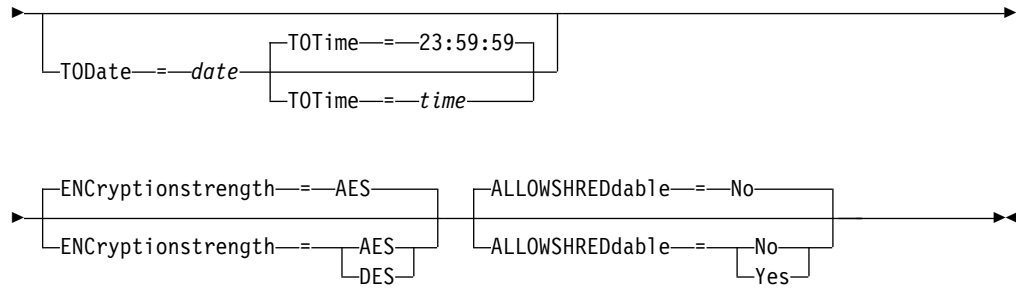 TOTime = 23:59:59
TODate = date
TOTime = time
ENCryptionstrength = AES ALLOWSHREDdable = No
ENCryptionstrength = AES ALLOWSHREDdable = No
DES Yes